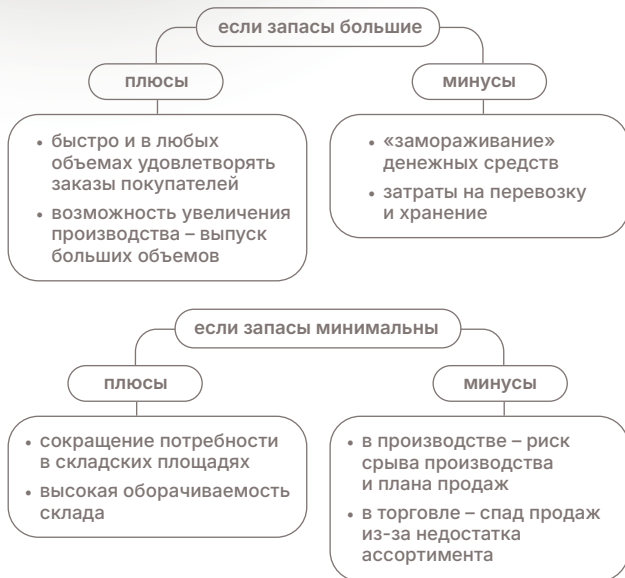 если запасы большие
плюсы
• быстро и в любых
объемах удовлетворять
заказы покупателей
• возможность увеличения
производства – выпуск
больших объемов
минусы
• «замораживание»
денежных средств
• затраты на перевозку
и хранение
если запасы минимальны
плюсы
• сокращение потребности
в складских площадях
• высокая оборачиваемость
склада
минусы
• в производстве – риск
срыва производства
и плана продаж
• в торговле – спад продаж
из-за недостатка
ассортимента